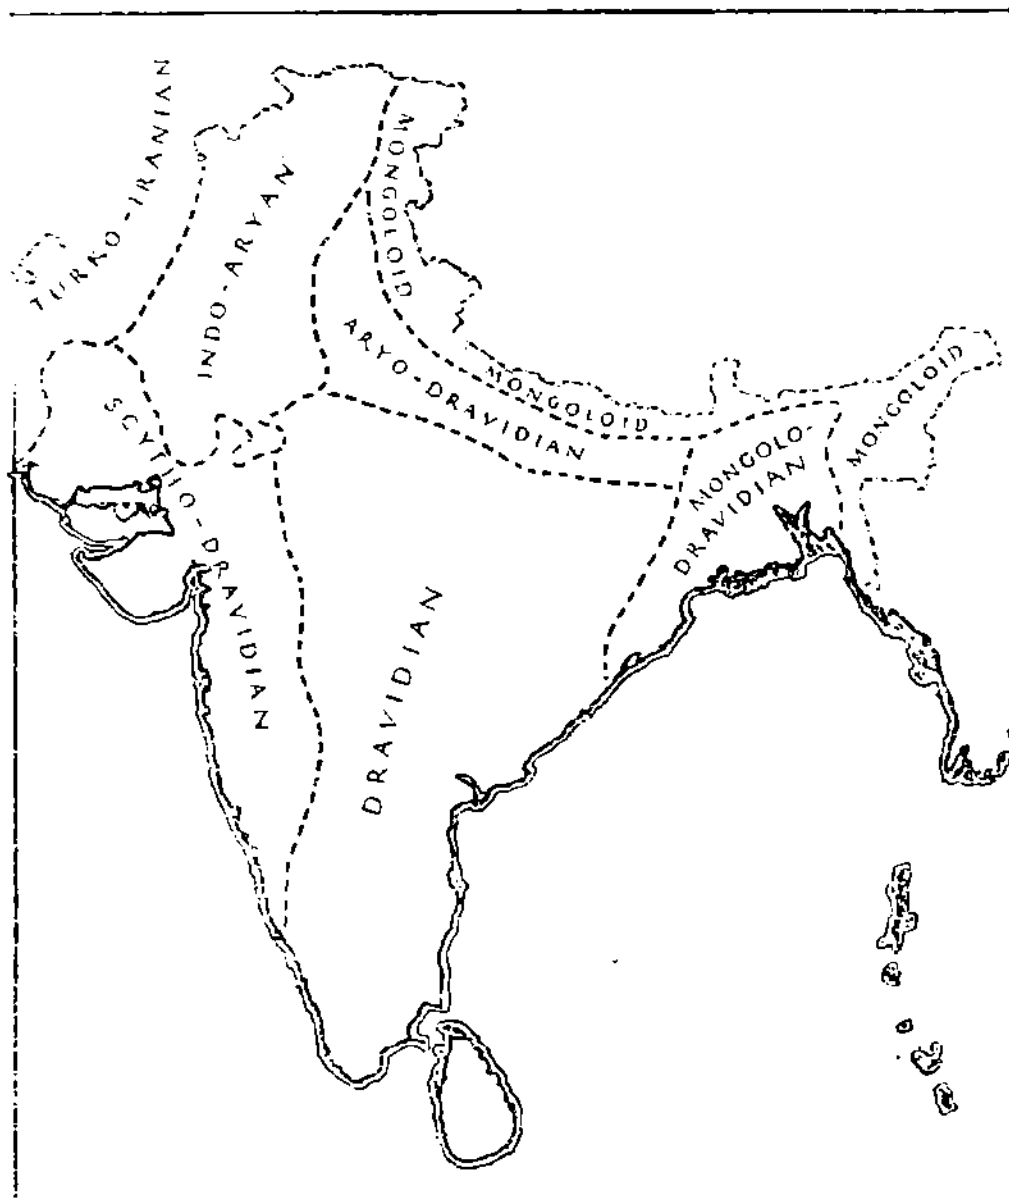 TURKO-IRANIAN
INDO-ARYAN
MONGOLOID
ARYO-DRAVIDIAN
MONGOLOID
MONGOLOID
MONGOLO-
DRAVIDIAN
SCYTHO-DRAVIDIAN
DRAVIDIAN